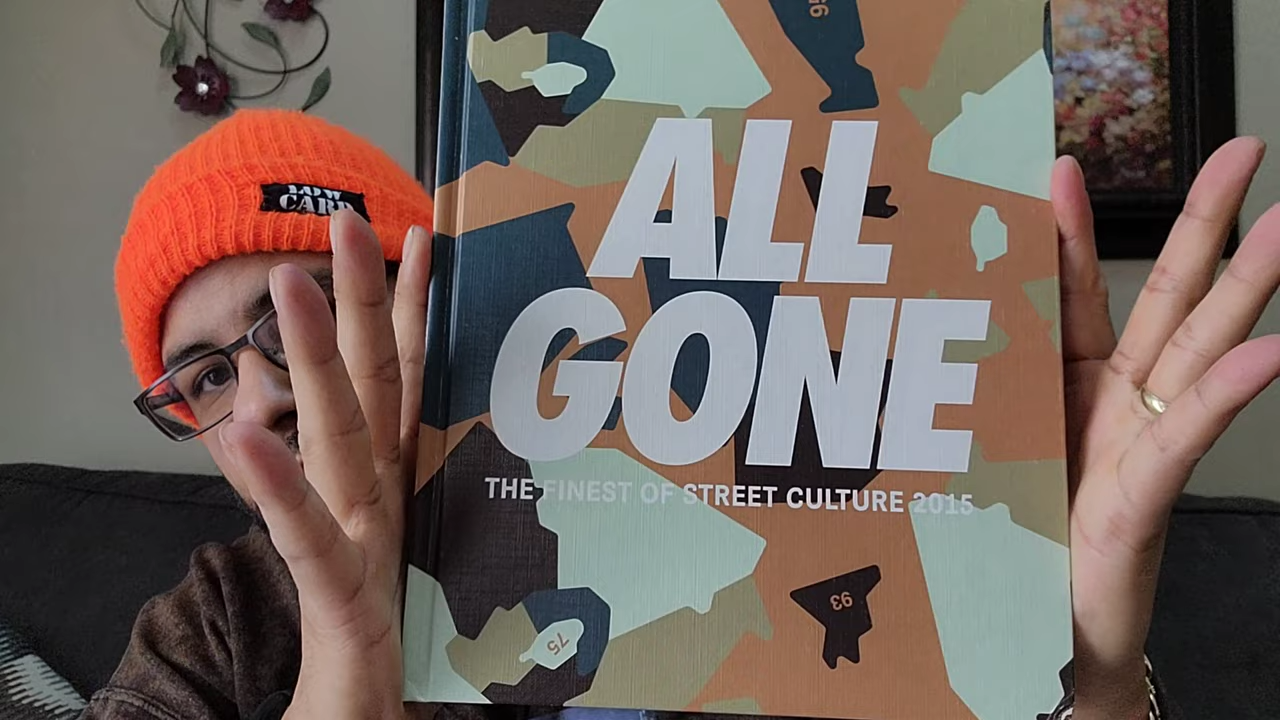 95
LOW
CARD
ALL
GONE
THE FINEST OF STREET CULTURE 2015
93
75